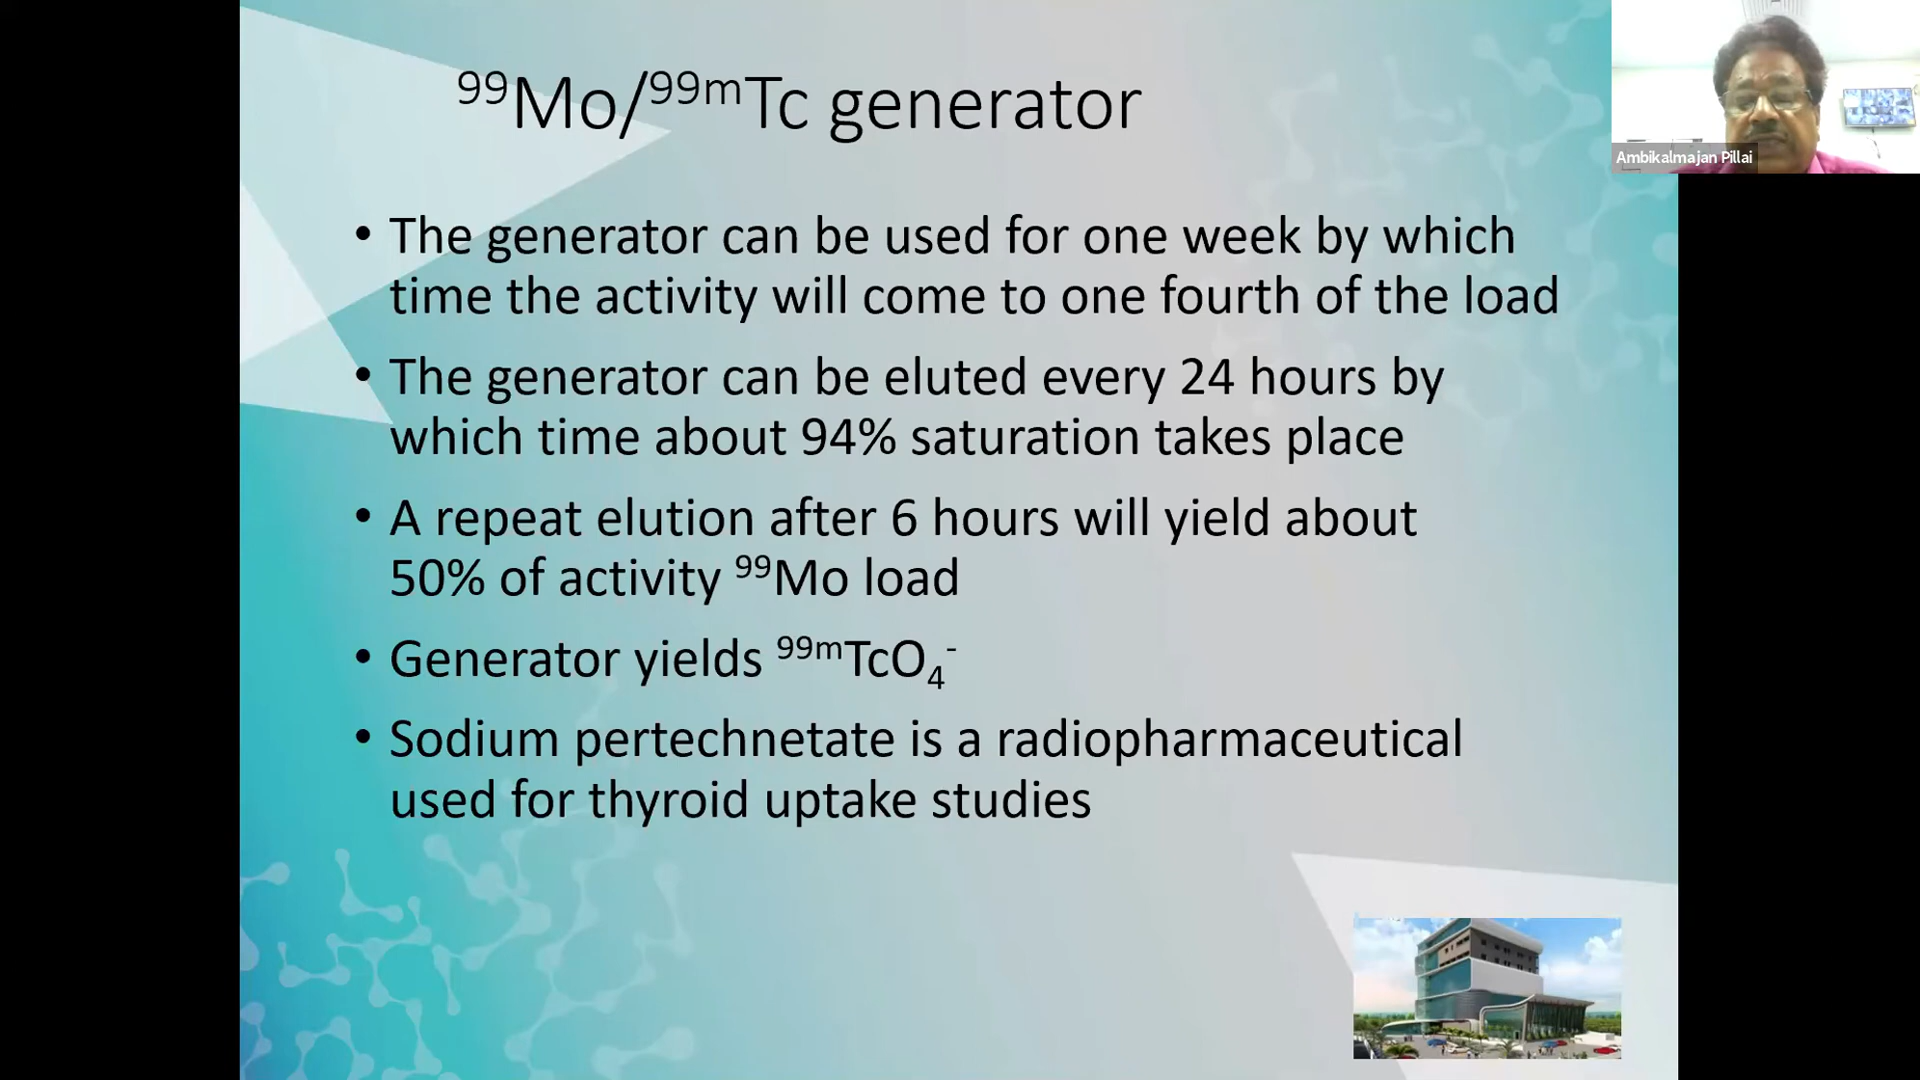 ⁹⁹Mo/⁹⁹ᵐTc generator
Ambikalmajan Pillai
• The generator can be used for one week by which
time the activity will come to one fourth of the load
• The generator can be eluted every 24 hours by
which time about 94% saturation takes place
• A repeat elution after 6 hours will yield about
50% of activity ⁹⁹Mo load
• Generator yields ⁹⁹ᵐTcO₄⁻
• Sodium pertechnetate is a radiopharmaceutical
used for thyroid uptake studies